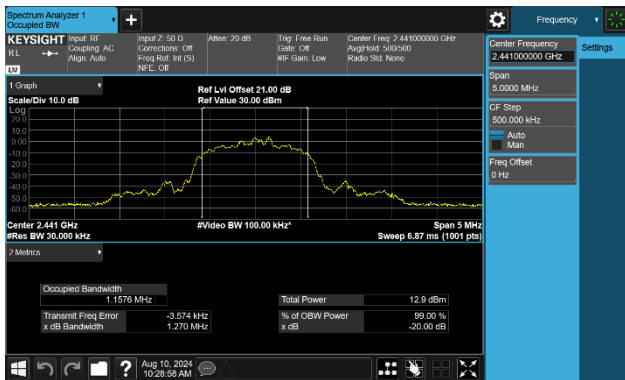 Spectrum Analyzer 1
Occupied BW
Frequency
KEYSIGHT
RL
Input: RF
Coupling: AC
Align: Auto
Input Z: 50 Ω
Corrections: Off
Freq Ref: Int (S)
NFE: Off
Atten: 20 dB
Trig: Free Run
Gate: Off
#IF Gain: Low
Center Freq: 2.441000000 GHz
Avg|Hold: 500/500
Radio Std: None
LXI
Center Frequency
2.441000000 GHz
Settings
Span
5.0000 MHz
CF Step
500.000 kHz
Auto
Man
Freq Offset
0 Hz
1 Graph
Scale/Div 10.0 dB
Ref Lvl Offset 21.00 dB
Ref Value 30.00 dBm
Log
20.0
10.0
0.00
-10.0
-20.0
-30.0
-40.0
-50.0
-60.0
Center 2.441 GHz
#Res BW 30.000 kHz
#Video BW 100.00 kHz*
Span 5 MHz
Sweep 6.87 ms (1001 pts)
2 Metrics
Occupied Bandwidth
1.1576 MHz
Total Power 12.9 dBm
Transmit Freq Error -3.574 kHz
% of OBW Power 99.00 %
x dB Bandwidth 1.270 MHz
x dB -20.00 dB
?
Aug 10, 2024
10:28:58 AM